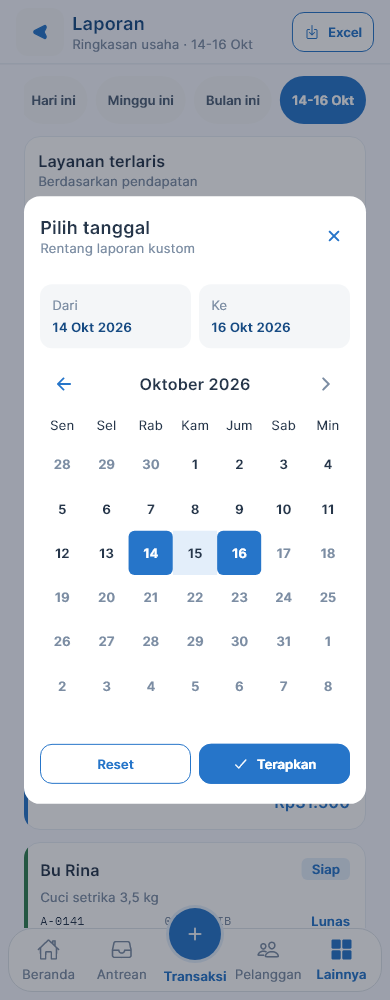 Laporan
Ringkasan usaha · 14-16 Okt
Excel
Hari ini
Minggu ini
Bulan ini
14-16 Okt
Layanan terlaris
Berdasarkan pendapatan
Pilih tanggal
Rentang laporan kustom
Dari
Ke
14 Okt 2026
16 Okt 2026
Oktober 2026
Sen Sel Rab Kam Jum Sab Min
28 29 30 1 2 3 4
5 6 7 8 9 10 11
12 13 14 15 16 17 18
19 20 21 22 23 24 25
26 27 28 29 30 31 1
2 3 4 5 6 7 8
Reset
Terapkan
Bu Rina
Siap
Cuci setrika 3,5 kg
A-0141
Lunas
Beranda
Antrean
Transaksi
Pelanggan
Lainnya